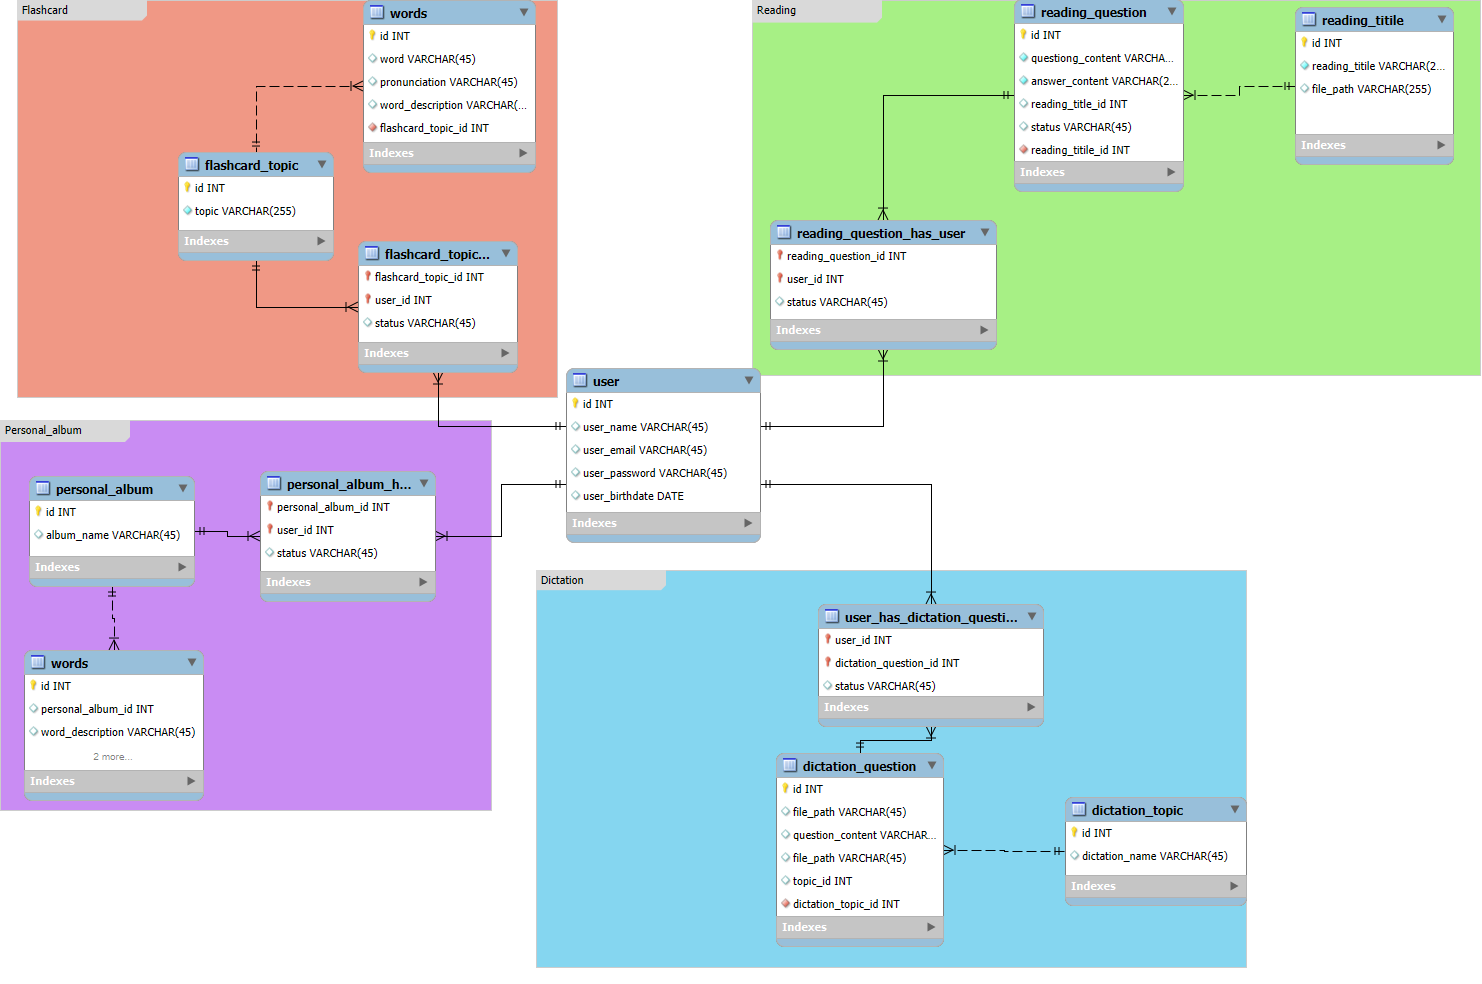 Flashcard
words
id INT
word VARCHAR(45)
pronunciation VARCHAR(45)
word_description VARCHAR(...
flashcard_topic_id INT
Indexes
flashcard_topic
id INT
topic VARCHAR(255)
Indexes
flashcard_topic...
flashcard_topic_id INT
user_id INT
status VARCHAR(45)
Indexes
Reading
reading_question
id INT
questiong_content VARCHA...
answer_content VARCHAR(2...
reading_title_id INT
status VARCHAR(45)
reading_titile_id INT
Indexes
reading_titile
id INT
reading_titile VARCHAR(2...
file_path VARCHAR(255)
Indexes
reading_question_has_user
reading_question_id INT
user_id INT
status VARCHAR(45)
Indexes
user
id INT
user_name VARCHAR(45)
user_email VARCHAR(45)
user_password VARCHAR(45)
user_birthdate DATE
Indexes
Personal_album
personal_album
id INT
album_name VARCHAR(45)
Indexes
personal_album_h...
personal_album_id INT
user_id INT
status VARCHAR(45)
Indexes
words
id INT
personal_album_id INT
word_description VARCHAR(45)
2 more...
Indexes
Dictation
user_has_dictation_questi...
user_id INT
dictation_question_id INT
status VARCHAR(45)
Indexes
dictation_question
id INT
file_path VARCHAR(45)
question_content VARCHAR...
file_path VARCHAR(45)
topic_id INT
dictation_topic_id INT
Indexes
dictation_topic
id INT
dictation_name VARCHAR(45)
Indexes